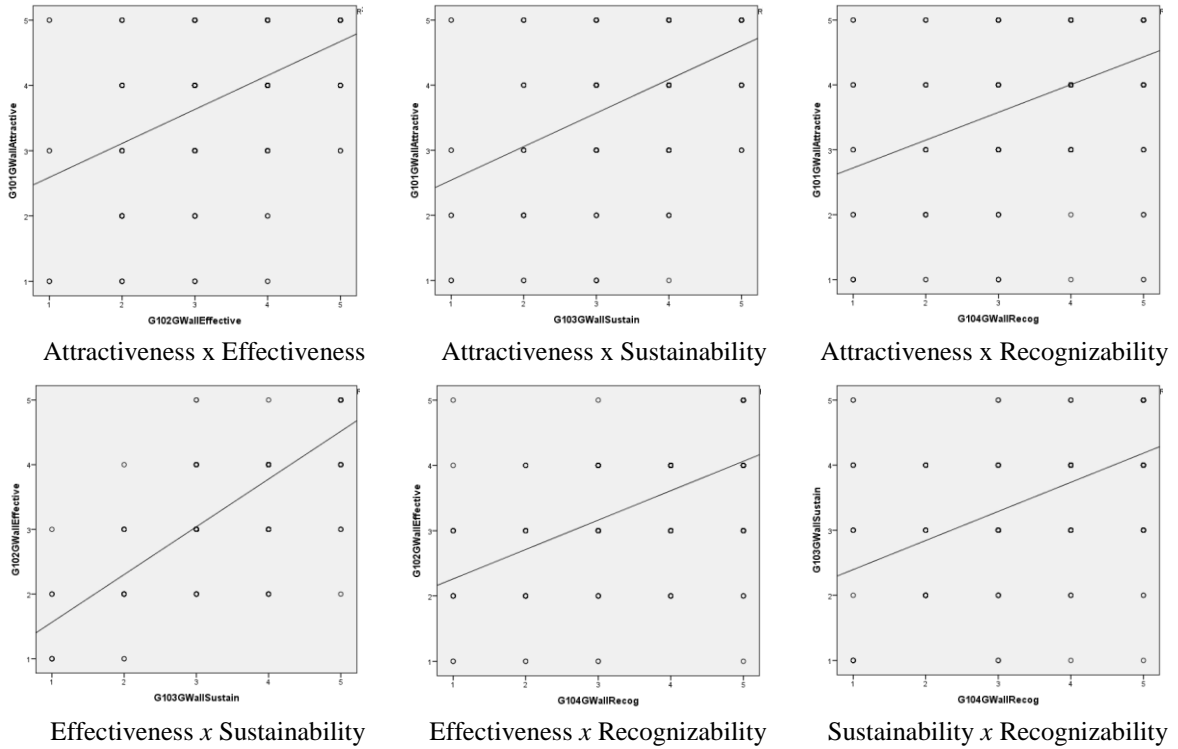 5
4
3
2
1
G101GWallAttractive
1 2 3 4 5
G102GWallEffective
Attractiveness x Effectiveness
R
5
4
3
2
1
G101GWallAttractive
1 2 3 4 5
G103GWallSustain
Attractiveness x Sustainability
5
4
3
2
1
G101GWallAttractive
1 2 3 4 5
G104GWallRecog
Attractiveness x Recognizability
5
4
3
2
1
G102GWallEffective
1 2 3 4 5
G103GWallSustain
Effectiveness x Sustainability
5
4
3
2
1
G102GWallEffective
1 2 3 4 5
G104GWallRecog
Effectiveness x Recognizability
5
4
3
2
1
G103GWallSustain
1 2 3 4 5
G104GWallRecog
Sustainability x Recognizability